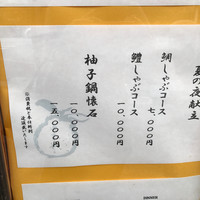 夏の夜献立
鯛しゃぶコース
七、〇〇〇円
鱧しゃぶコース
一〇、〇〇〇円
柚子鍋懐石
一〇、〇〇〇円
一五、〇〇〇円